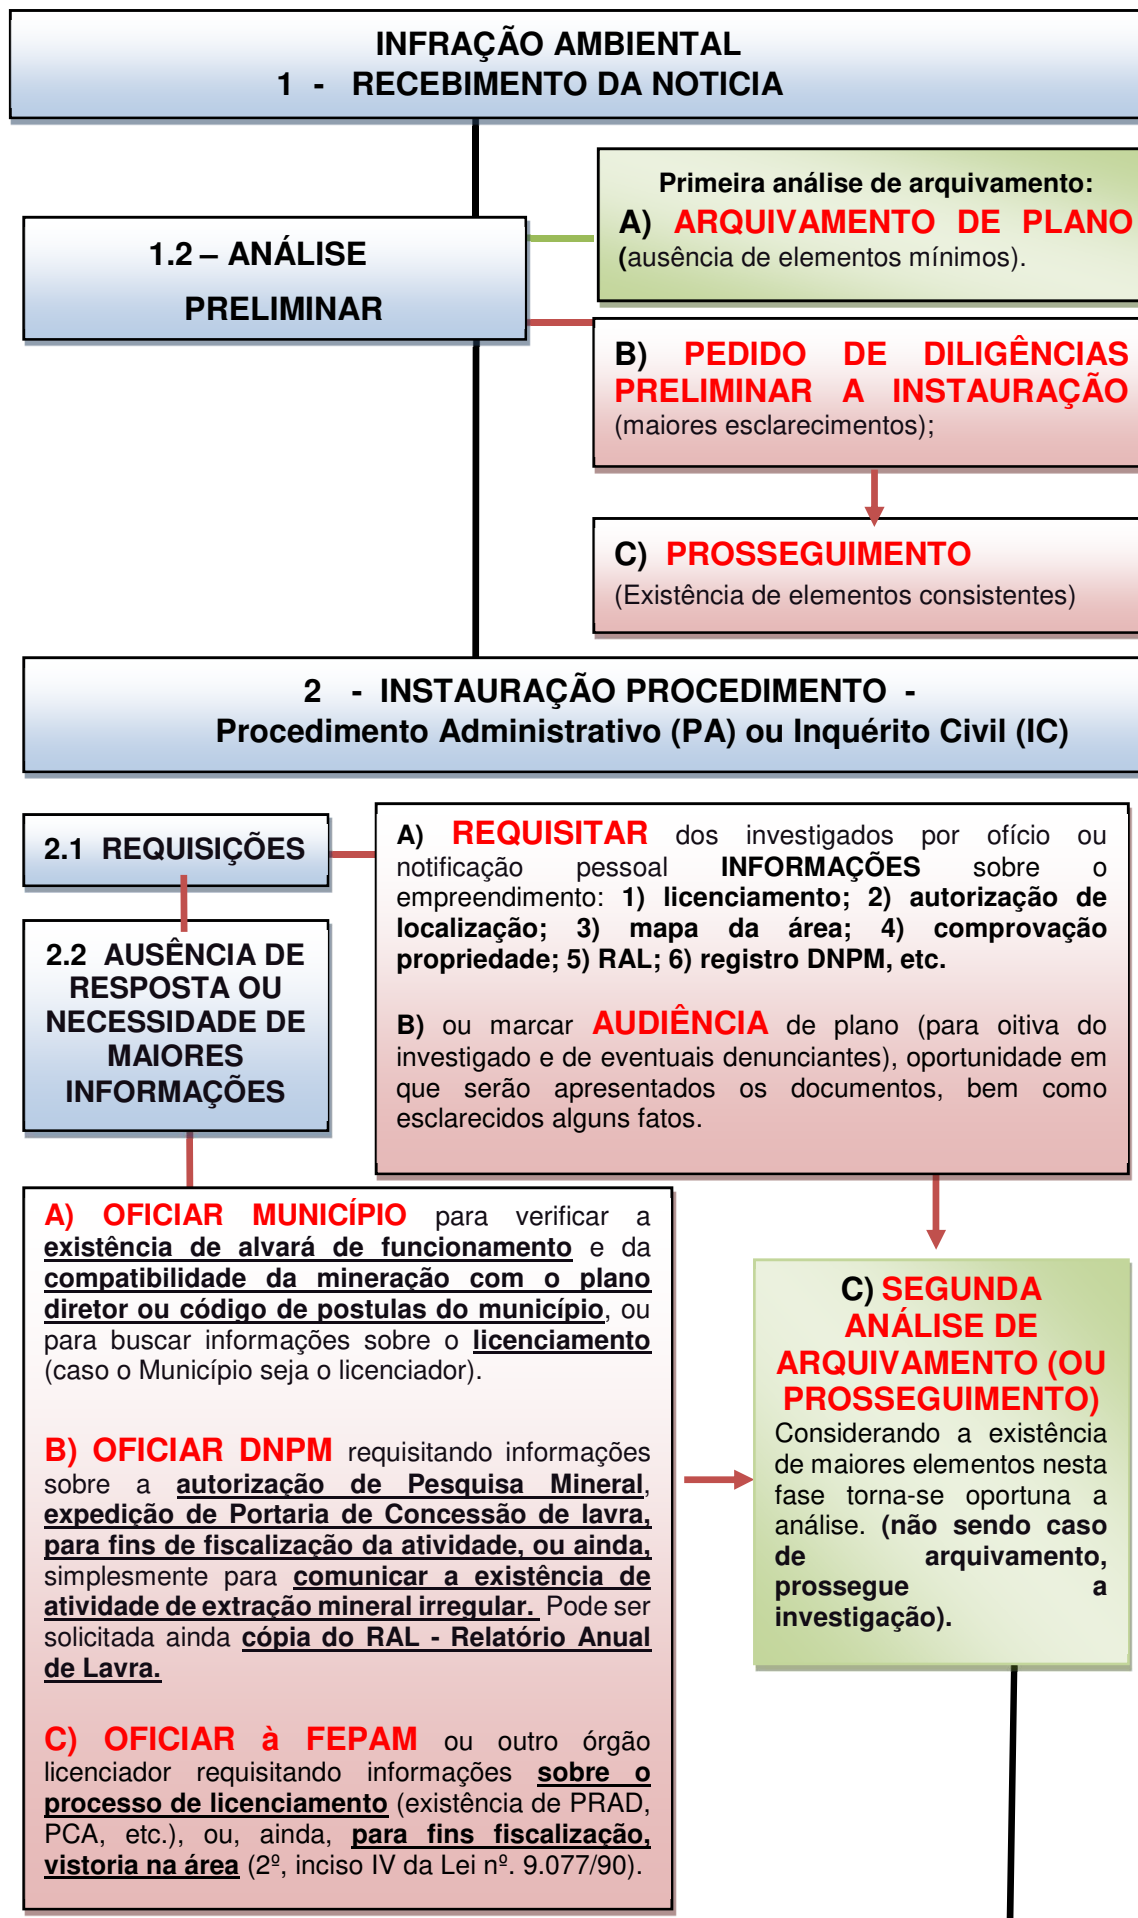 INFRAÇÃO AMBIENTAL
1 - RECEBIMENTO DA NOTICIA
Primeira análise de arquivamento:
A) ARQUIVAMENTO DE PLANO
(ausência de elementos mínimos).
1.2 – ANÁLISE
PRELIMINAR
B) PEDIDO DE DILIGÊNCIAS
PRELIMINAR A INSTAURAÇÃO
(maiores esclarecimentos);
C) PROSSEGUIMENTO
(Existência de elementos consistentes)
2 - INSTAURAÇÃO PROCEDIMENTO -
Procedimento Administrativo (PA) ou Inquérito Civil (IC)
2.1 REQUISIÇÕES
A) REQUISITAR dos investigados por ofício ou
notificação pessoal INFORMAÇÕES sobre o
empreendimento: 1) licenciamento; 2) autorização de
localização; 3) mapa da área; 4) comprovação
propriedade; 5) RAL; 6) registro DNPM, etc.
B) ou marcar AUDIÊNCIA de plano (para oitiva do
investigado e de eventuais denunciantes), oportunidade em
que serão apresentados os documentos, bem como
esclarecidos alguns fatos.
2.2 AUSÊNCIA DE
RESPOSTA OU
NECESSIDADE DE
MAIORES
INFORMAÇÕES
A) OFICIAR MUNICÍPIO para verificar a
existência de alvará de funcionamento e da
compatibilidade da mineração com o plano
diretor ou código de postulas do município, ou
para buscar informações sobre o licenciamento
(caso o Município seja o licenciador).
B) OFICIAR DNPM requisitando informações
sobre a autorização de Pesquisa Mineral,
expedição de Portaria de Concessão de lavra,
para fins de fiscalização da atividade, ou ainda,
simplesmente para comunicar a existência de
atividade de extração mineral irregular. Pode ser
solicitada ainda cópia do RAL - Relatório Anual
de Lavra.
C) OFICIAR à FEPAM ou outro órgão
licenciador requisitando informações sobre o
processo de licenciamento (existência de PRAD,
PCA, etc.), ou, ainda, para fins fiscalização,
vistoria na área (2º, inciso IV da Lei nº. 9.077/90).
C) SEGUNDA
ANÁLISE DE
ARQUIVAMENTO (OU
PROSSEGUIMENTO)
Considerando a existência
de maiores elementos nesta
fase torna-se oportuna a
análise. (não sendo caso
de arquivamento,
prossegue a
investigação).